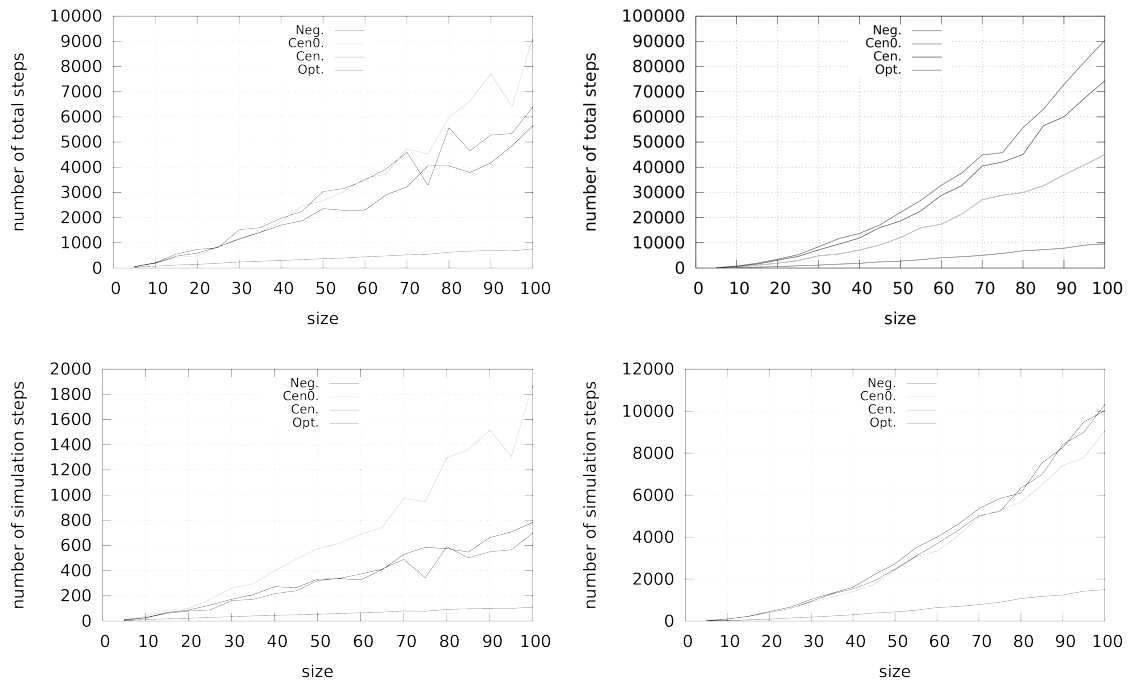 10000
9000
8000
7000
6000
5000
4000
3000
2000
1000
0
number of total steps
Neg.
Cen0.
Cen.
Opt.
0 10 20 30 40 50 60 70 80 90 100
size
100000
90000
80000
70000
60000
50000
40000
30000
20000
10000
0
number of total steps
Neg.
Cen0.
Cen.
Opt.
0 10 20 30 40 50 60 70 80 90 100
size
2000
1800
1600
1400
1200
1000
800
600
400
200
0
number of simulation steps
Neg.
Cen0.
Cen.
Opt.
0 10 20 30 40 50 60 70 80 90 100
size
12000
10000
8000
6000
4000
2000
0
number of simulation steps
Neg.
Cen0.
Cen.
Opt.
0 10 20 30 40 50 60 70 80 90 100
size